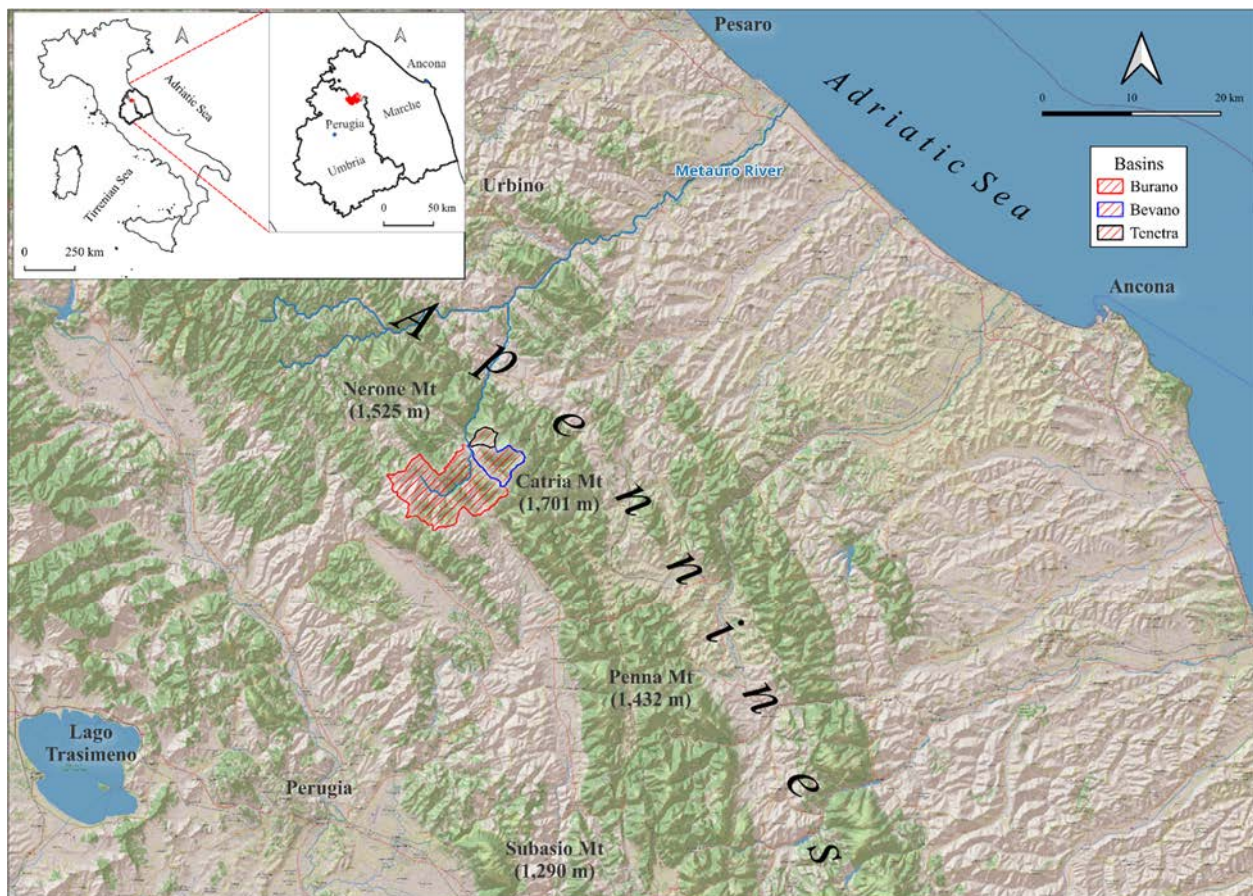 Adriatic Sea
Tirrenian Sea
0 250 km
Ancona
Marche
Perugia
Umbria
0 50 km
Pesaro
Adriatic Sea
0 10 20 km
Basins
Burano
Bevano
Tenetra
Metauro River
Urbino
Ancona
Apennines
Nerone Mt
(1,525 m)
Catria Mt
(1,701 m)
Penna Mt
(1,432 m)
Lago
Trasimeno
Perugia
Subasio Mt
(1,290 m)